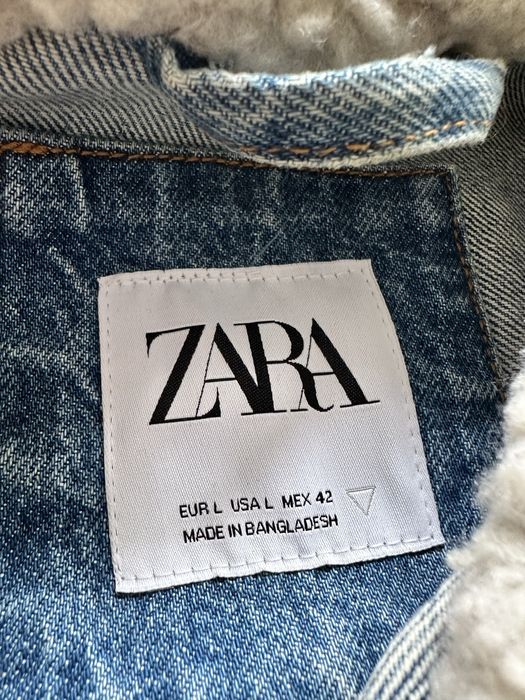 ZARA
EUR L USA L MEX 42
MADE IN BANGLADESH